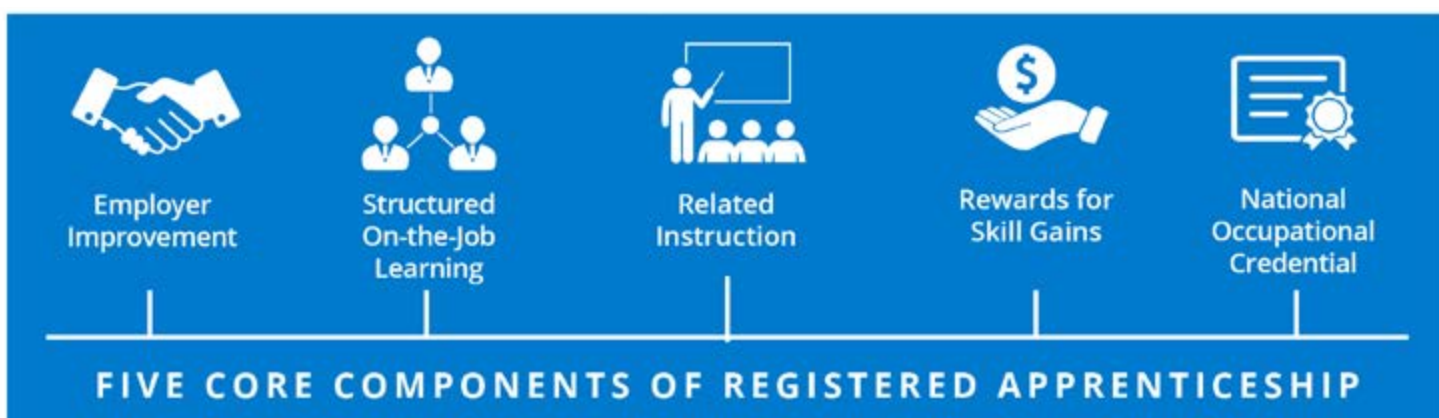 Employer
Improvement
Structured
On-the-Job
Learning
Related
Instruction
Rewards for
Skill Gains
National
Occupational
Credential
FIVE CORE COMPONENTS OF REGISTERED APPRENTICESHIP